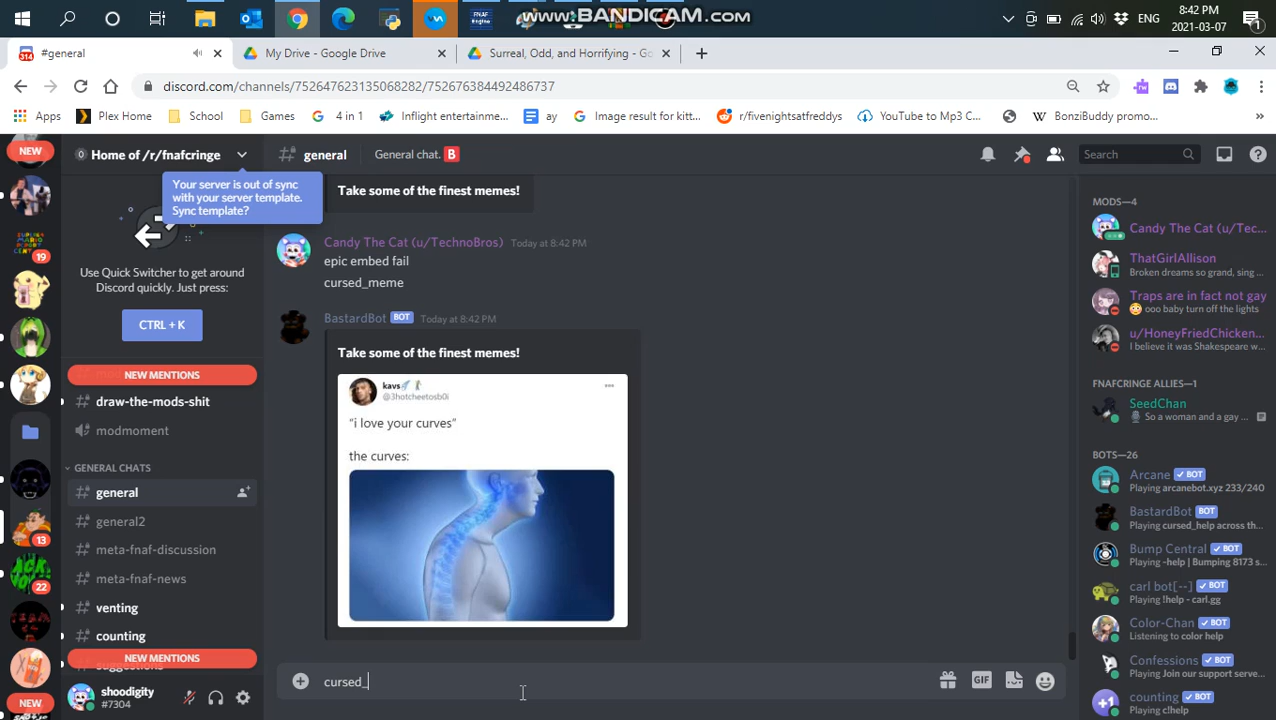 www.BANDICAM.com
ENG
8:42 PM
2021-03-07
1
314
#general
My Drive - Google Drive
Surreal, Odd, and Horrifying - Go
discord.com/channels/752647623135068282/752676384492486737
Apps
Plex Home
School
Games
4 in 1
Inflight entertainme...
ay
Image result for kitt...
r/fivenightsatfreddys
YouTube to Mp3 C...
BonziBuddy promo...
»
NEW
Home of /r/fnafcringe
general
General chat. B
Search
Your server is out of sync
with your server template.
Sync template?
Use Quick Switcher to get around
Discord quickly. Just press:
CTRL + K
NEW MENTIONS
draw-the-mods-shit
modmoment
GENERAL CHATS
general
general2
meta-fnaf-discussion
meta-fnaf-news
venting
counting
NEW MENTIONS
suggestions
19
13
22
NEW
shoodigity
#7304
Take some of the finest memes!
Candy The Cat (u/TechnoBros) Today at 8:42 PM
epic embed fail
cursed_meme
BastardBot BOT Today at 8:42 PM
Take some of the finest memes!
kavs
@3hotcheetosb0i
“i love your curves”
the curves:
cursed_
GIF
MODS—4
Candy The Cat (u/Tec...
ThatGirlAllison
Broken dreams so grand, sing ...
Traps are in fact not gay
ooo baby turn off the lights
u/HoneyFriedChicken...
I believe it was Shakespeare w...
FNAFCRINGE ALLIES—1
SeedChan
So a woman and a gay ...
BOTS—26
Arcane BOT
Playing arcanebot.xyz 233/240
BastardBot BOT
Playing cursed_help across th...
Bump Central BOT
Playing -help | Bumping 8173 s...
carl bot[--] BOT
Playing !help - carl.gg
Color-Chan BOT
Listening to color help
Confessions BOT
Playing Join our support serve...
counting BOT
Playing c!help